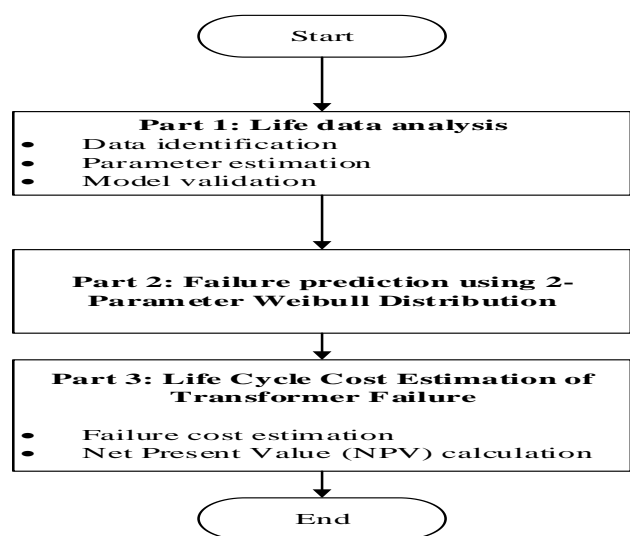 Start
Part 1: Life data analysis
• Data identification
• Parameter estimation
• Model validation
Part 2: Failure prediction using 2-
Parameter Weibull Distribution
Part 3: Life Cycle Cost Estimation of
Transformer Failure
• Failure cost estimation
• Net Present Value (NPV) calculation
End